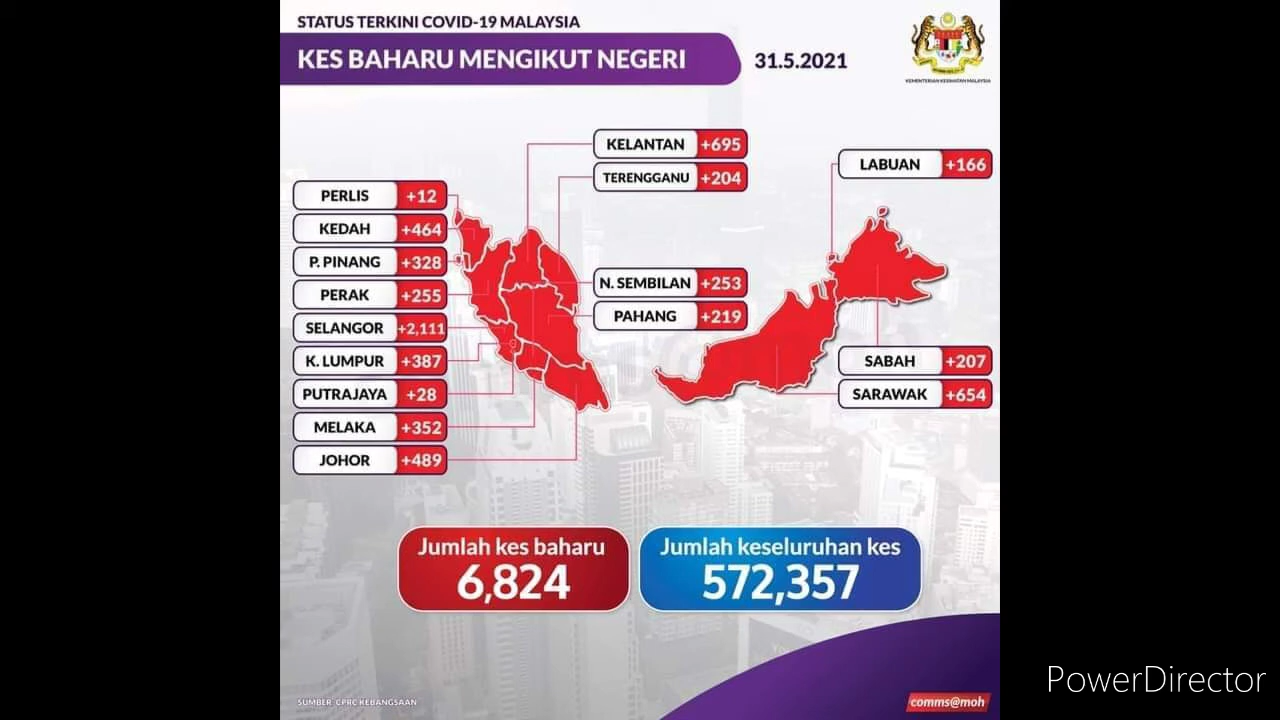 STATUS TERKINI COVID-19 MALAYSIA
KES BAHARU MENGIKUT NEGERI
31.5.2021
KEMENTERIAN KESIHATAN MALAYSIA
KELANTAN +695
TERENGGANU +204
LABUAN +166
PERLIS +12
KEDAH +464
P. PINANG +328
PERAK +255
SELANGOR +2,111
K. LUMPUR +387
PUTRAJAYA +28
MELAKA +352
JOHOR +489
N. SEMBILAN +253
PAHANG +219
SABAH +207
SARAWAK +654
Jumlah kes baharu
6,824
Jumlah keseluruhan kes
572,357
SUMBER: CPRC KEBANGSAAN
comms@moh
PowerDirector